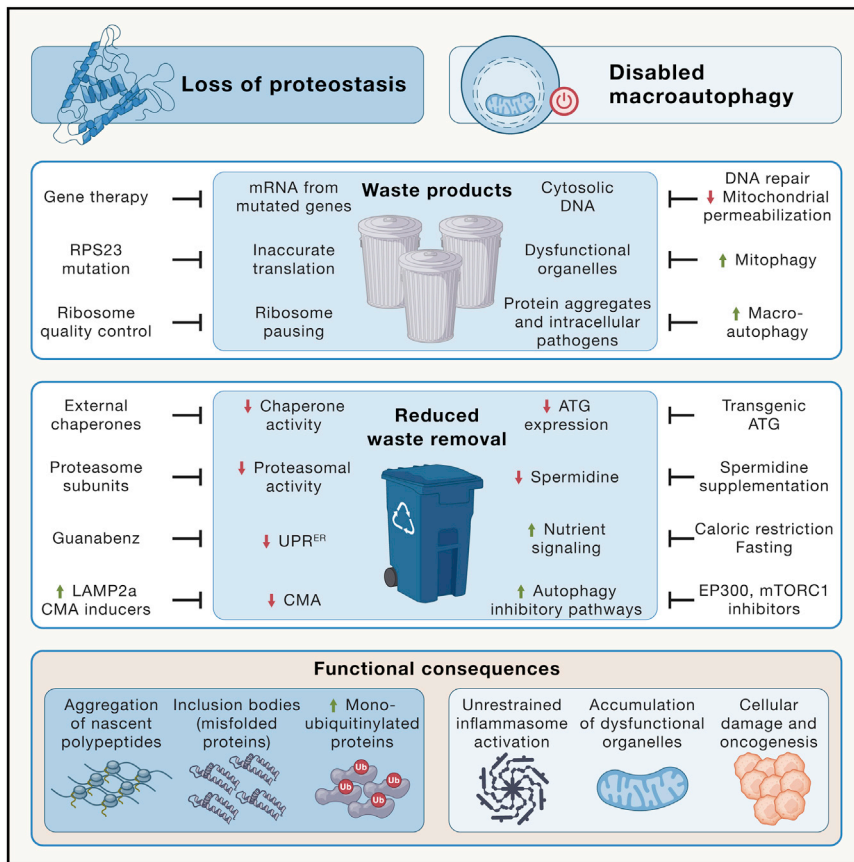 Loss of proteostasis
Disabled
macroautophagy
Waste products
Gene therapy
mRNA from
mutated genes
Cytosolic
DNA
DNA repair
↓ Mitochondrial
permeabilization
RPS23
mutation
Inaccurate
translation
Dysfunctional
organelles
↑ Mitophagy
Ribosome
quality control
Ribosome
pausing
Protein aggregates
and intracellular
pathogens
↑ Macro-
autophagy
Reduced
waste removal
External
chaperones
↓ Chaperone
activity
↓ ATG
expression
Transgenic
ATG
Proteasome
subunits
↓ Proteasomal
activity
↓ Spermidine
Spermidine
supplementation
Guanabenz
↓ UPRᴱᴿ
↑ Nutrient
signaling
Caloric restriction
Fasting
↑ LAMP2a
CMA inducers
↓ CMA
↑ Autophagy
inhibitory pathways
EP300, mTORC1
inhibitors
Functional consequences
Aggregation
of nascent
polypeptides
Inclusion bodies
(misfolded
proteins)
↑ Mono-
ubiquitinylated
proteins
Ub
Ub
Ub
Ub
Unrestrained
inflammasome
activation
Accumulation
of dysfunctional
organelles
Cellular
damage and
oncogenesis